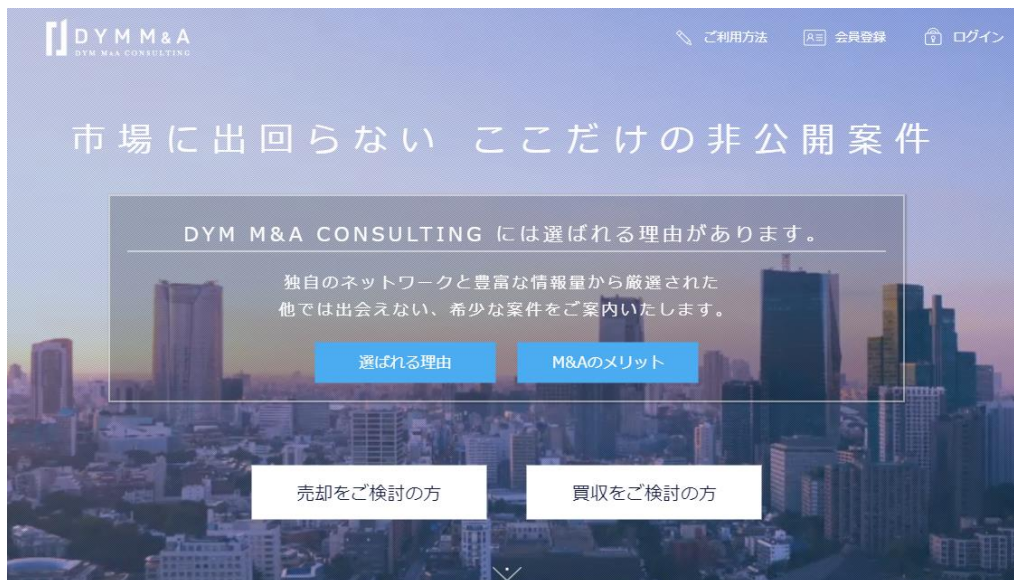 DYM M&A
DYM M&A CONSULTING
ご利用方法
会員登録
ログイン
市場に出回らない ここだけの非公開案件
DYM M&A CONSULTING には選ばれる理由があります。
独自のネットワークと豊富な情報量から厳選された
他では出会えない、希少な案件をご案内いたします。
選ばれる理由
M&Aのメリット
売却をご検討の方
買収をご検討の方